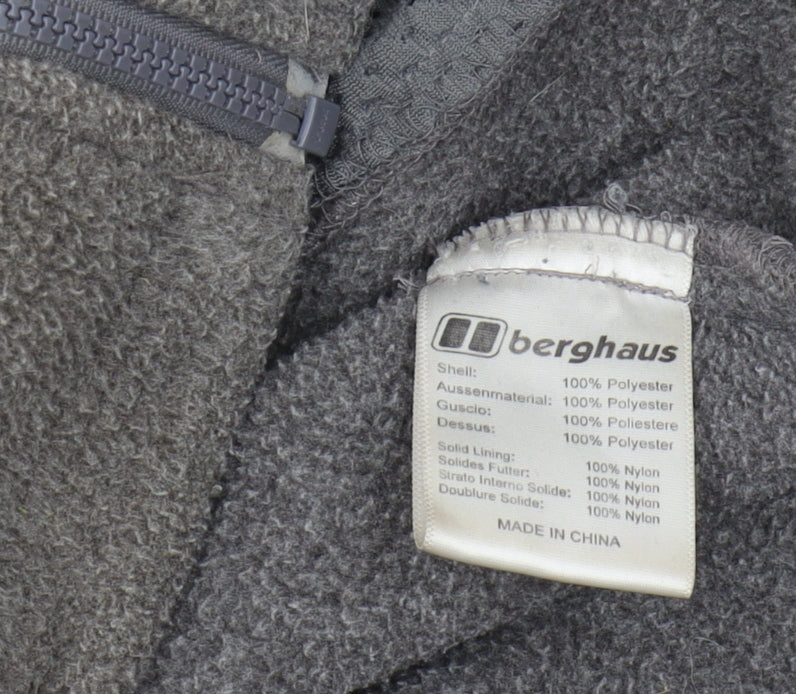 berghaus
Shell: 100% Polyester
Aussenmaterial: 100% Polyester
Guscio: 100% Poliestere
Dessus: 100% Polyester
Solid Lining: 100% Nylon
Solides Futter: 100% Nylon
Strato Interno Solide: 100% Nylon
Doublure Solide: 100% Nylon
MADE IN CHINA